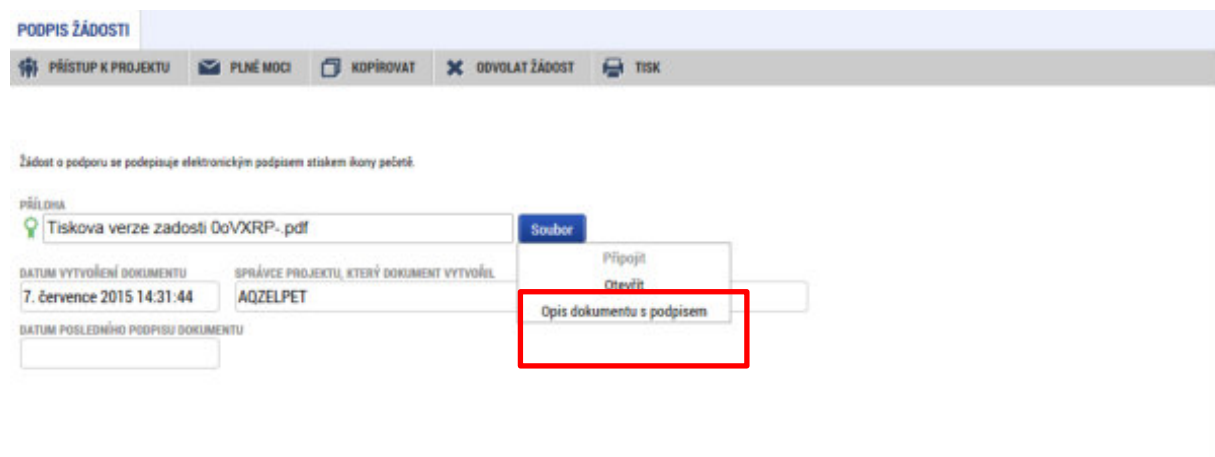 PODPIS ŽÁDOSTI
PŘÍSTUP K PROJEKTU PLNÉ MOCI KOPÍROVAT ODVOLAT ŽÁDOST TISK
Žádost o podporu se podepisuje elektronickým podpisem stiskem ikony pečetě.
PŘÍLOHA
Tiskova verze zadosti 0oVXRP-.pdf Soubor
Připojit
DATUM VYTVOŘENÍ DOKUMENTU SPRÁVCE PROJEKTU, KTERÝ DOKUMENT VYTVOŘIL
Otevřít
7. července 2015 14:31:44 AQZELPET
Opis dokumentu s podpisem
DATUM POSLEDNÍHO PODPISU DOKUMENTU